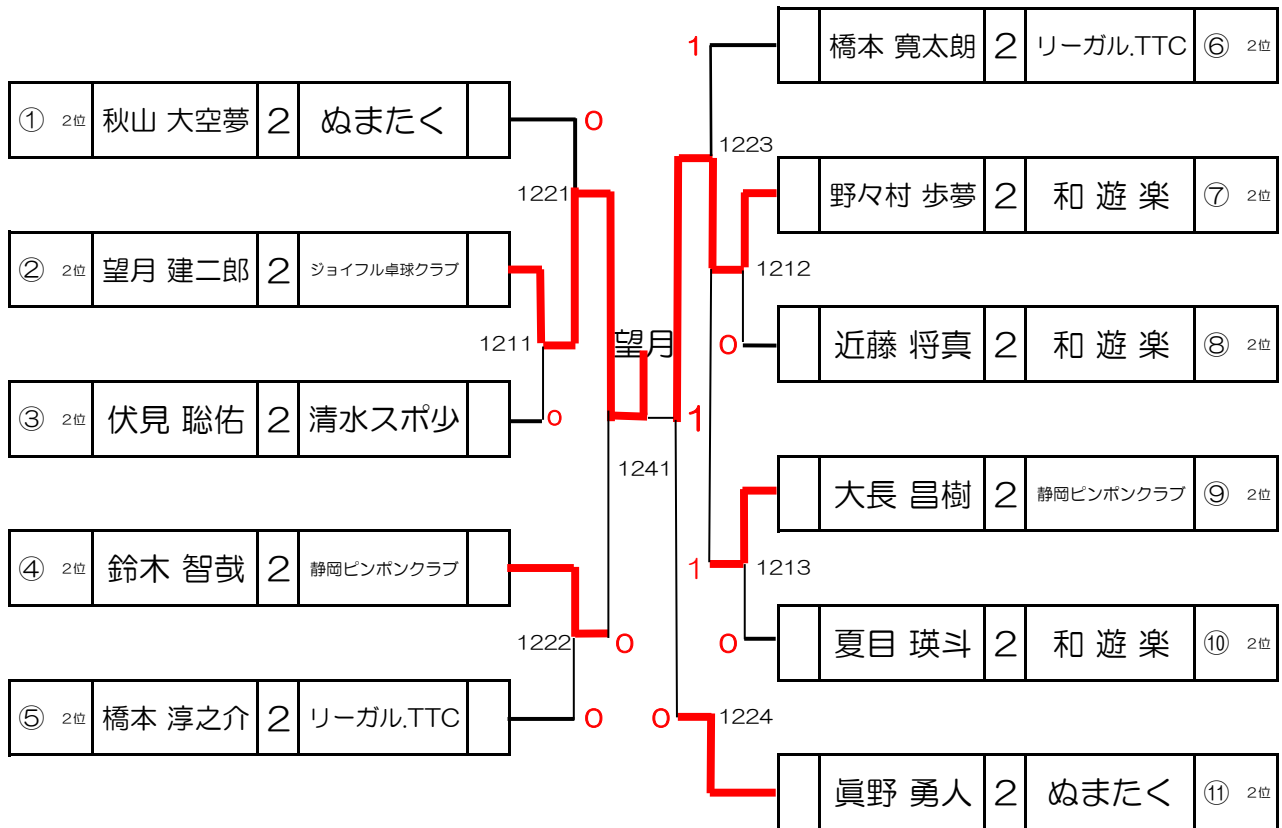 ① 2位 秋山 大空夢 2 ぬまたく
② 2位 望月 建二郎 2 ジョイフル卓球クラブ
③ 2位 伏見 聡佑 2 清水スポ少
④ 2位 鈴木 智哉 2 静岡ピンポンクラブ
⑤ 2位 橋本 淳之介 2 リーガル.TTC
0
1221
1211
0
1222
0
0
望月
1241
1
1
1223
1212
0
1
1213
0
0
1224
橋本 寛太朗 2 リーガル.TTC ⑥ 2位
野々村 歩夢 2 和 遊 楽 ⑦ 2位
近藤 将真 2 和 遊 楽 ⑧ 2位
大長 昌樹 2 静岡ピンポンクラブ ⑨ 2位
夏目 瑛斗 2 和 遊 楽 ⑩ 2位
眞野 勇人 2 ぬまたく ⑪ 2位